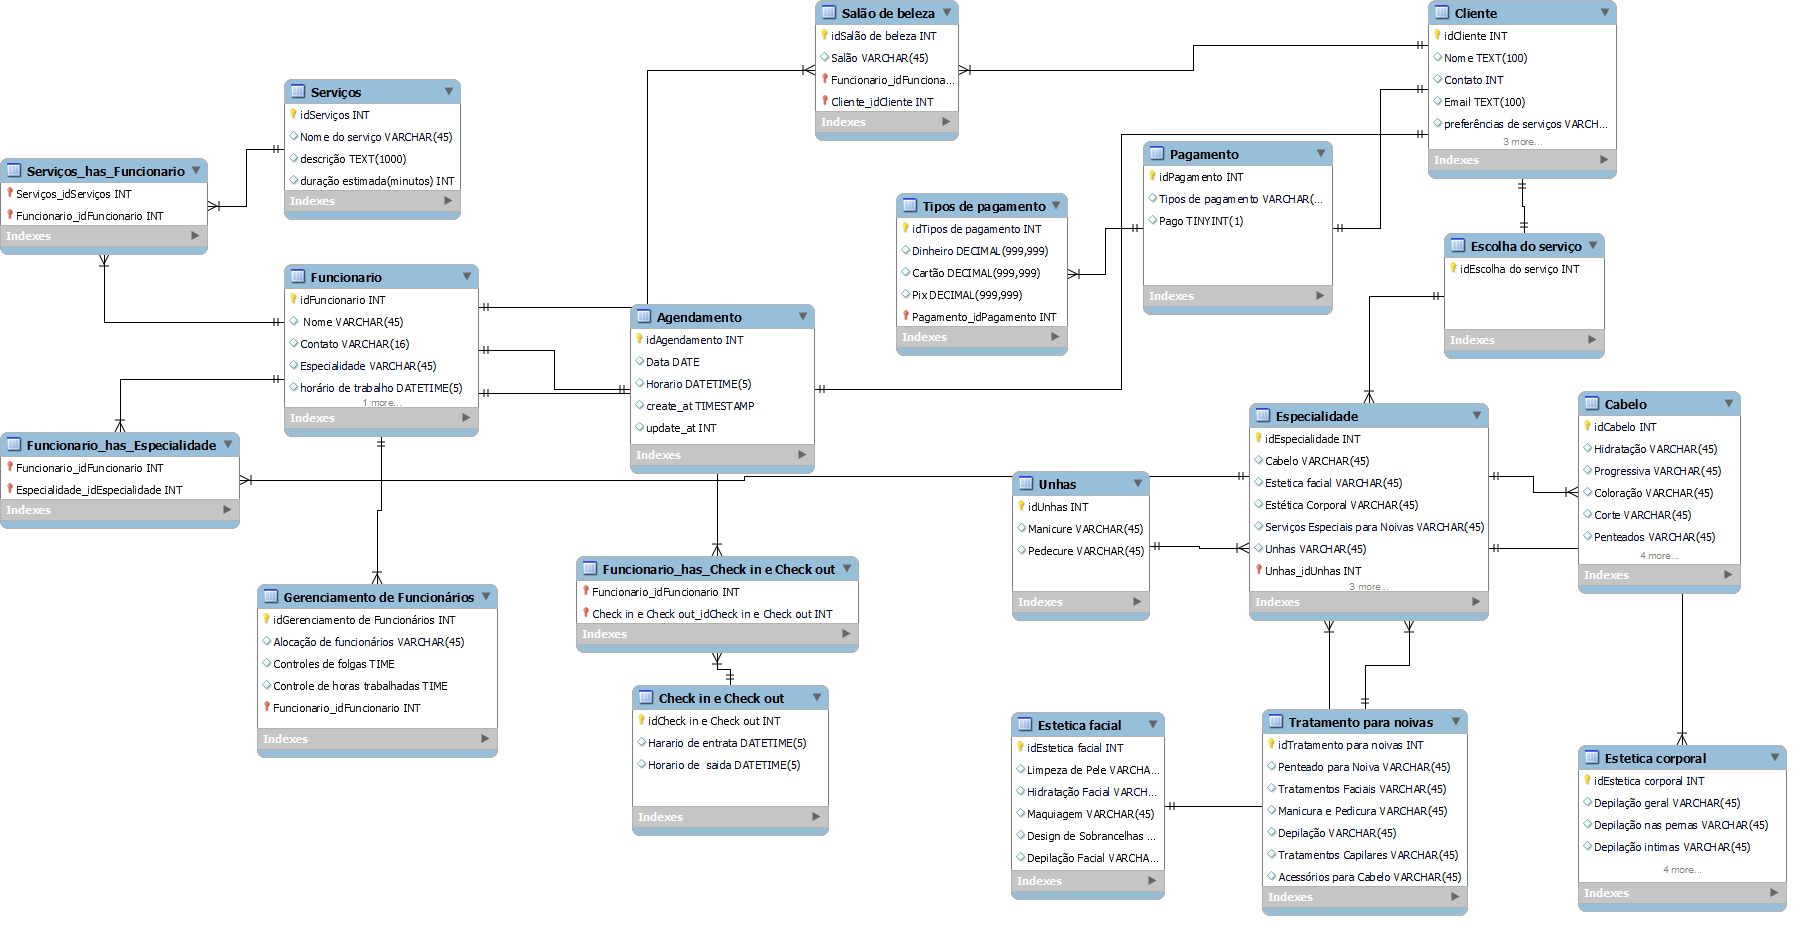 Salão de beleza
idSalão de beleza INT
Salão VARCHAR(45)
Funcionario_idFunciona...
Cliente_idCliente INT
Indexes
Cliente
idCliente INT
Nome TEXT(100)
Contato INT
Email TEXT(100)
preferências de serviços VARCH...
3 more...
Indexes
Serviços
idServiços INT
Nome do serviço VARCHAR(45)
descrição TEXT(1000)
duração estimada(minutos) INT
Indexes
Serviços_has_Funcionario
Serviços_idServiços INT
Funcionario_idFuncionario INT
Indexes
Pagamento
idPagamento INT
Tipos de pagamento VARCHAR(...
Pago TINYINT(1)
Indexes
Tipos de pagamento
idTipos de pagamento INT
Dinheiro DECIMAL(999,999)
Cartão DECIMAL(999,999)
Pix DECIMAL(999,999)
Pagamento_idPagamento INT
Indexes
Escolha do serviço
idEscolha do serviço INT
Indexes
Funcionario
idFuncionario INT
Nome VARCHAR(45)
Contato VARCHAR(16)
Especialidade VARCHAR(45)
horário de trabalho DATETIME(5)
1 more...
Indexes
Agendamento
idAgendamento INT
Data DATE
Horario DATETIME(5)
create_at TIMESTAMP
update_at INT
Indexes
Funcionario_has_Especialidade
Funcionario_idFuncionario INT
Especialidade_idEspecialidade INT
Indexes
Unhas
idUnhas INT
Manicure VARCHAR(45)
Pedecure VARCHAR(45)
Indexes
Especialidade
idEspecialidade INT
Cabelo VARCHAR(45)
Estetica facial VARCHAR(45)
Estética Corporal VARCHAR(45)
Serviços Especiais para Noivas VARCHAR(45)
Unhas VARCHAR(45)
Unhas_idUnhas INT
3 more...
Indexes
Cabelo
idCabelo INT
Hidratação VARCHAR(45)
Progressiva VARCHAR(45)
Coloração VARCHAR(45)
Corte VARCHAR(45)
Penteados VARCHAR(45)
4 more...
Indexes
Gerenciamento de Funcionários
idGerenciamento de Funcionários INT
Alocação de funcionários VARCHAR(45)
Controles de folgas TIME
Controle de horas trabalhadas TIME
Funcionario_idFuncionario INT
Indexes
Funcionario_has_Check in e Check out
Funcionario_idFuncionario INT
Check in e Check out_idCheck in e Check out INT
Indexes
Check in e Check out
idCheck in e Check out INT
Harario de entrata DATETIME(5)
Horario de  saida DATETIME(5)
Indexes
Estetica facial
idEstetica facial INT
Limpeza de Pele VARCHA...
Hidratação Facial VARCH...
Maquiagem VARCHAR(45)
Design de Sobrancelhas ...
Depilação Facial VARCHA...
Indexes
Tratamento para noivas
idTratamento para noivas INT
Penteado para Noiva VARCHAR(45)
Tratamentos Faciais VARCHAR(45)
Manicura e Pedicura VARCHAR(45)
Depilação VARCHAR(45)
Tratamentos Capilares VARCHAR(45)
Acessórios para Cabelo VARCHAR(45)
Indexes
Estetica corporal
idEstetica corporal INT
Depilação geral VARCHAR(45)
Depilação nas pernas VARCHAR(45)
Depilação intimas VARCHAR(45)
4 more...
Indexes